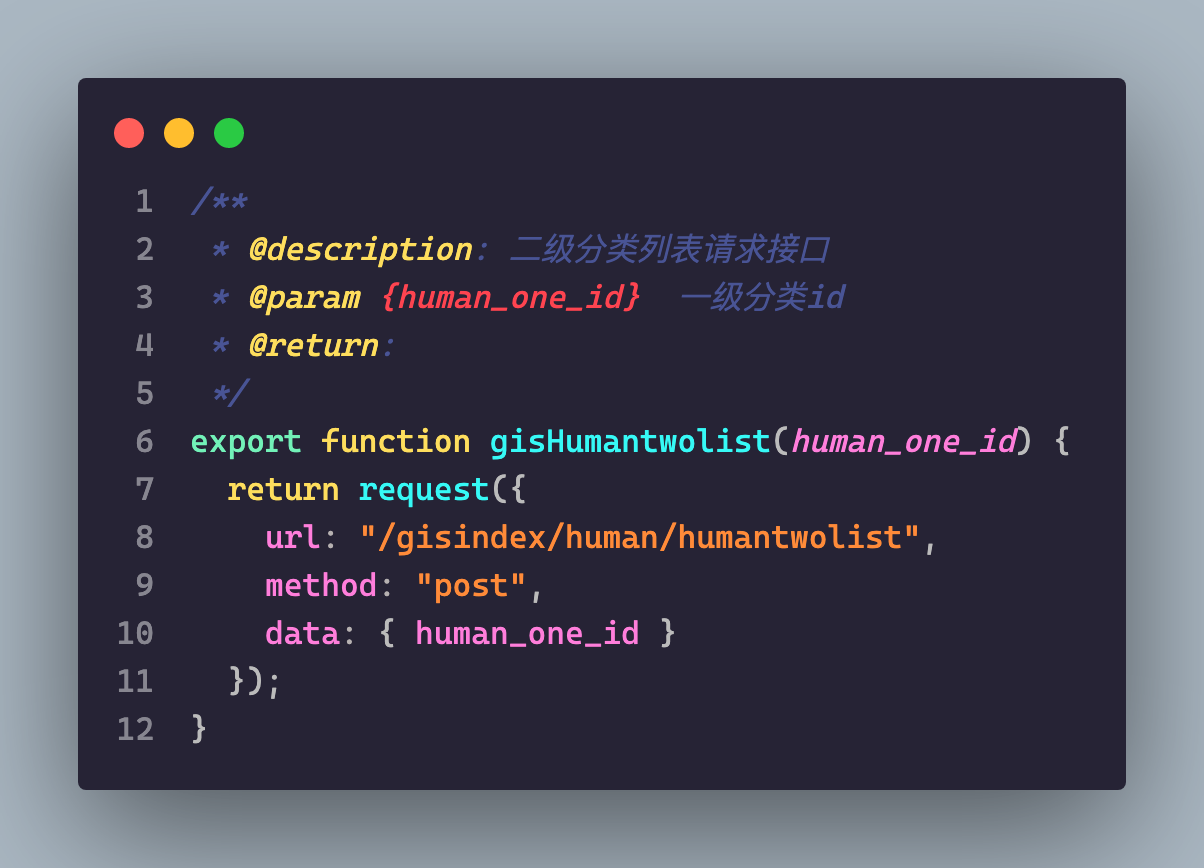 1 /**
2  * @description: 二级分类列表请求接口
3  * @param {human_one_id}  一级分类id
4  * @return:
5  */
6 export function gisHumantwolist(human_one_id) {
7   return request({
8     url: "/gisindex/human/humantwolist",
9     method: "post",
10     data: { human_one_id }
11   });
12 }